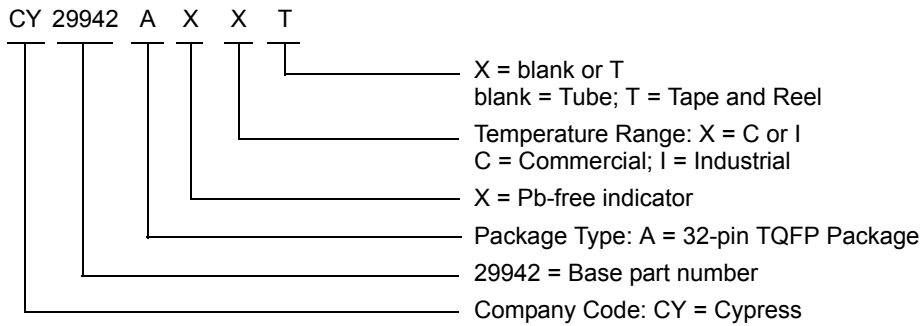 CY 29942 A X X T
X = blank or T
blank = Tube; T = Tape and Reel
Temperature Range: X = C or I
C = Commercial; I = Industrial
X = Pb-free indicator
Package Type: A = 32-pin TQFP Package
29942 = Base part number
Company Code: CY = Cypress